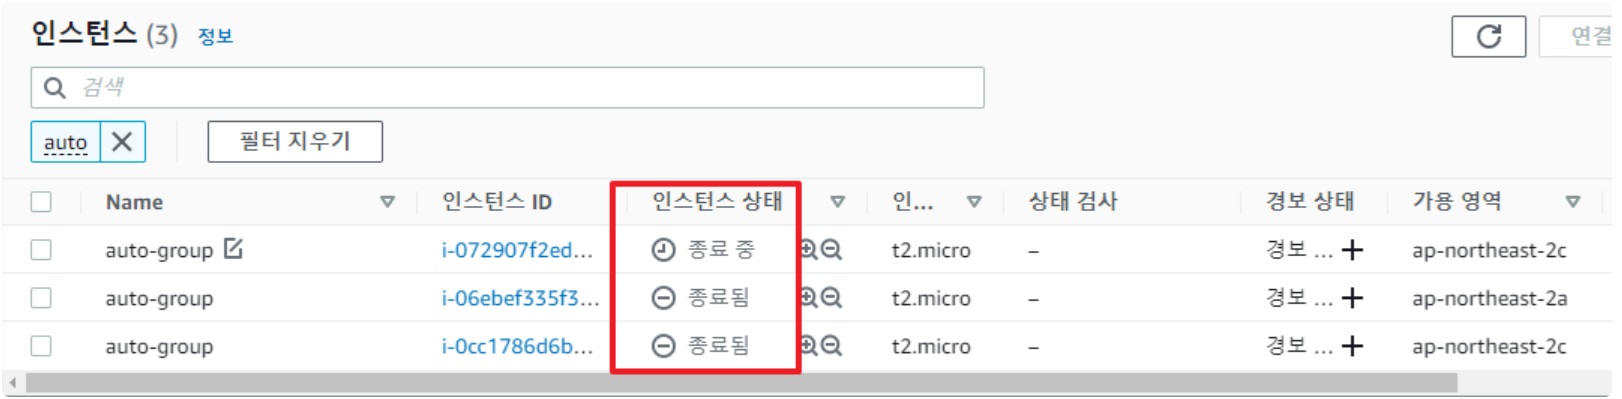 인스턴스 (3) 정보
연결
검색
auto 필터 지우기
Name 인스턴스 ID 인스턴스 상태 인... 상태 검사 경보 상태 가용 영역
auto-group i-072907f2ed... 종료 중 t2.micro – 경보 ... + ap-northeast-2c
auto-group i-06ebef335f3... 종료됨 t2.micro – 경보 ... + ap-northeast-2a
auto-group i-0cc1786d6b... 종료됨 t2.micro – 경보 ... + ap-northeast-2c